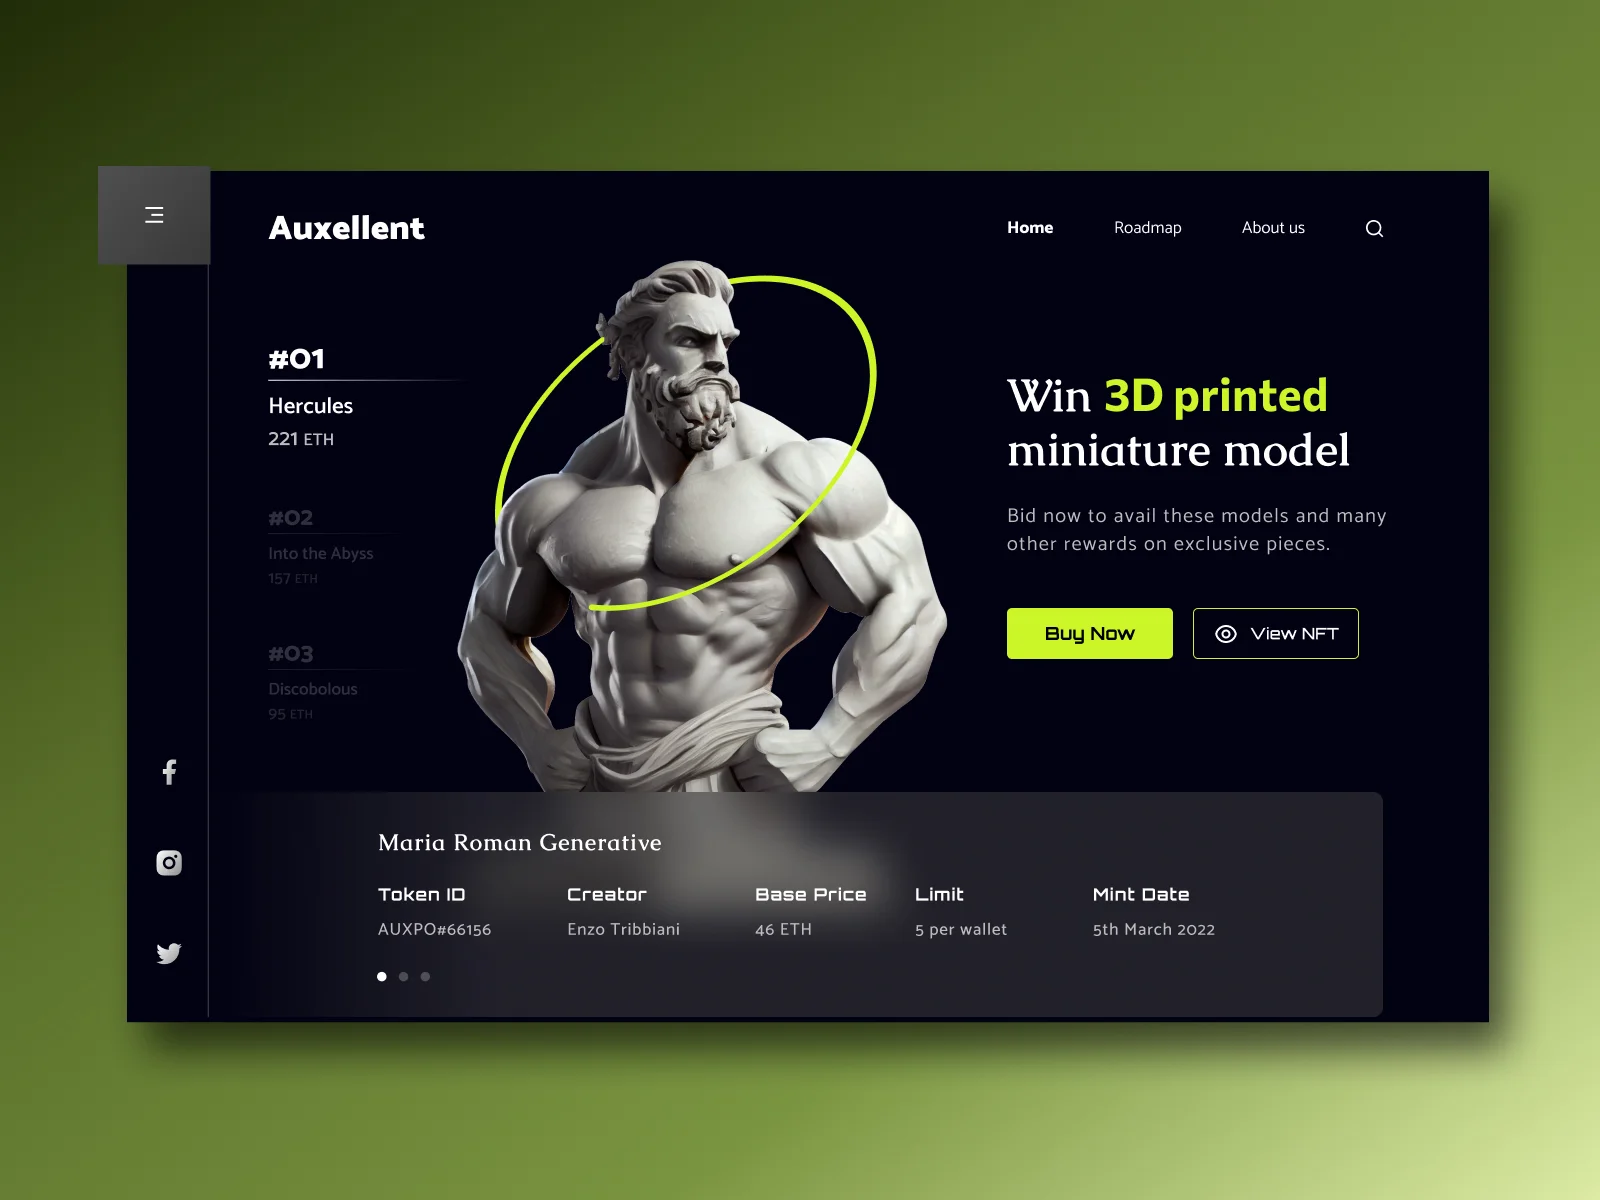 Auxellent
Home
Roadmap
About us
#01
Hercules
221 ETH
#02
Into the Abyss
157 ETH
#03
Discobolous
95 ETH
Win 3D printed
miniature model
Bid now to avail these models and many
other rewards on exclusive pieces.
Buy Now
View NFT
Maria Roman Generative
Token ID
AUXPO#66156
Creator
Enzo Tribbiani
Base Price
46 ETH
Limit
5 per wallet
Mint Date
5th March 2022